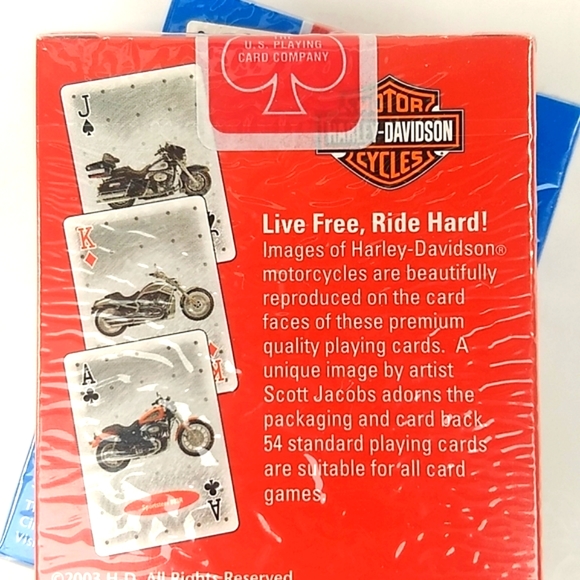 THE
U.S. PLAYING
CARD COMPANY
MOTOR
HARLEY-DAVIDSON
CYCLES
J
K
K
A
A
Live Free, Ride Hard!
Images of Harley-Davidson®
motorcycles are beautifully
reproduced on the card
faces of these premium
quality playing cards. A
unique image by artist
Scott Jacobs adorns the
packaging and card back.
54 standard playing cards
are suitable for all card
games.
©2003 H-D. All Rights Reserved